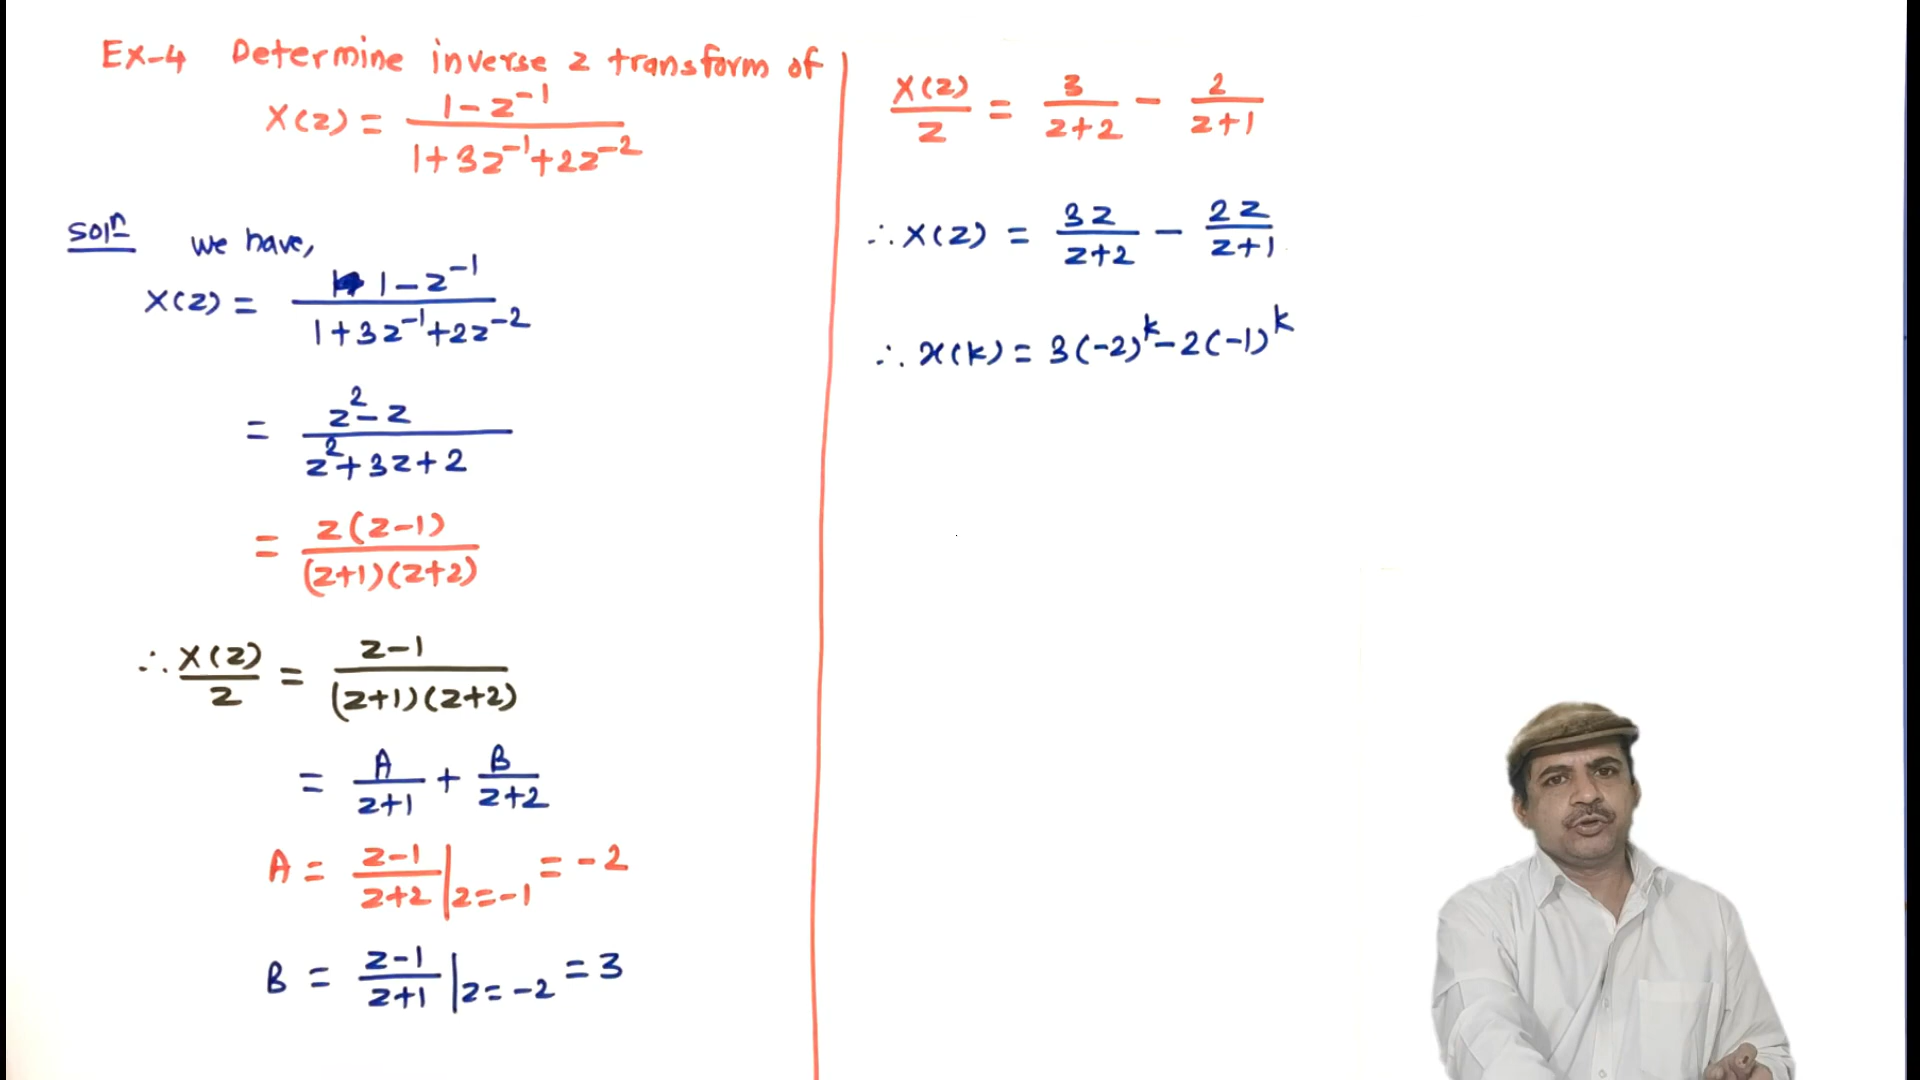 Ex-4 Determine inverse z transform of
X(z) = (1 - z⁻¹) / (1 + 3z⁻¹ + 2z⁻²)
solⁿ we have,
X(z) = (1 - z⁻¹) / (1 + 3z⁻¹ + 2z⁻²)
= (z² - z) / (z² + 3z + 2)
= z(z-1) / (z+1)(z+2)
∴ X(z)/z = (z-1) / (z+1)(z+2)
= A/(z+1) + B/(z+2)
A = (z-1)/(z+2) |z=-1 = -2
B = (z-1)/(z+1) |z=-2 = 3
X(z)/z = 3/(z+2) - 2/(z+1)
∴ X(z) = 3z/(z+2) - 2z/(z+1)
∴ x(k) = 3(-2)ᵏ - 2(-1)ᵏ